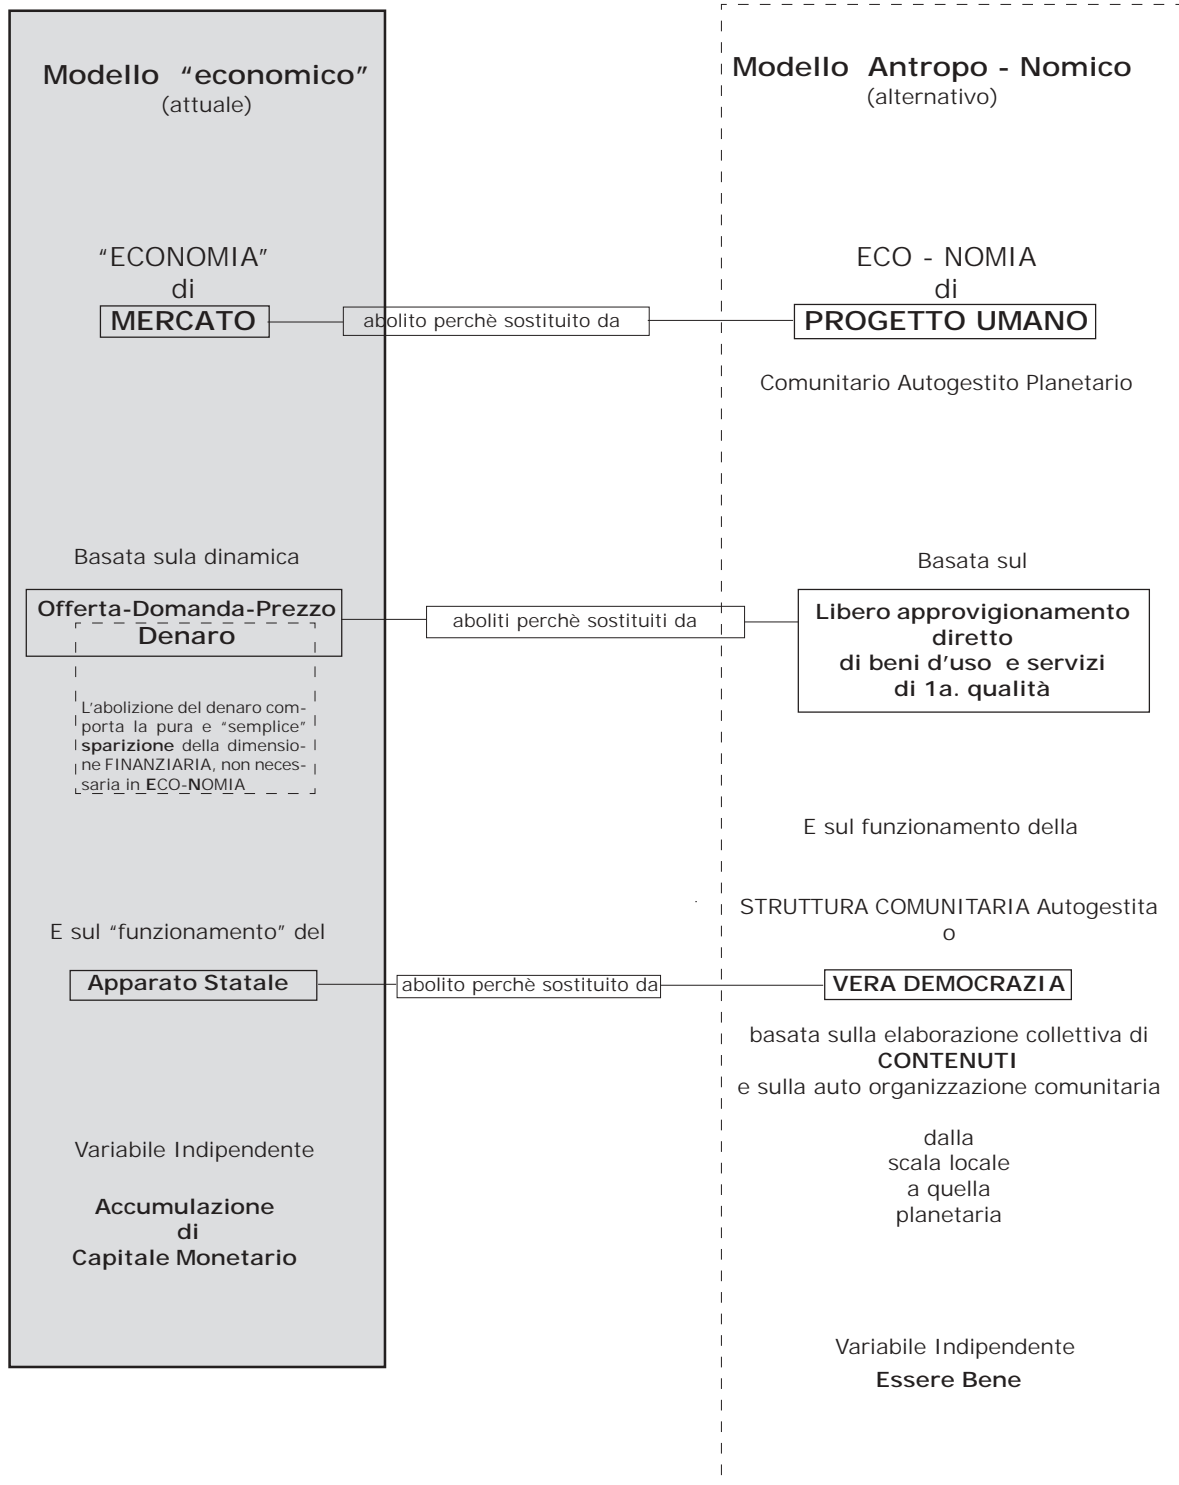 Modello "economico"
(attuale)
"ECONOMIA"
di
MERCATO
abolito perchè sostituito da
Basata sulla dinamica
Offerta-Domanda-Prezzo
Denaro
L'abolizione del denaro com-
porta la pura e "semplice"
sparizione della dimensio-
ne FINANZIARIA, non neces-
saria in ECO-NOMIA
aboliti perchè sostituiti da
E sul "funzionamento" del
Apparato Statale
abolito perchè sostituito da
Variabile Indipendente
Accumulazione
di
Capitale Monetario
Modello Antropo - Nomico
(alternativo)
ECO - NOMIA
di
PROGETTO UMANO
Comunitario Autogestito Planetario
Basata sul
Libero approvigionamento
diretto
di beni d'uso e servizi
di 1a. qualità
E sul funzionamento della
STRUTTURA COMUNITARIA Autogestita
o
VERA DEMOCRAZIA
basata sulla elaborazione collettiva di
CONTENUTI
e sulla auto organizzazione comunitaria
dalla
scala locale
a quella
planetaria
Variabile Indipendente
Essere Bene